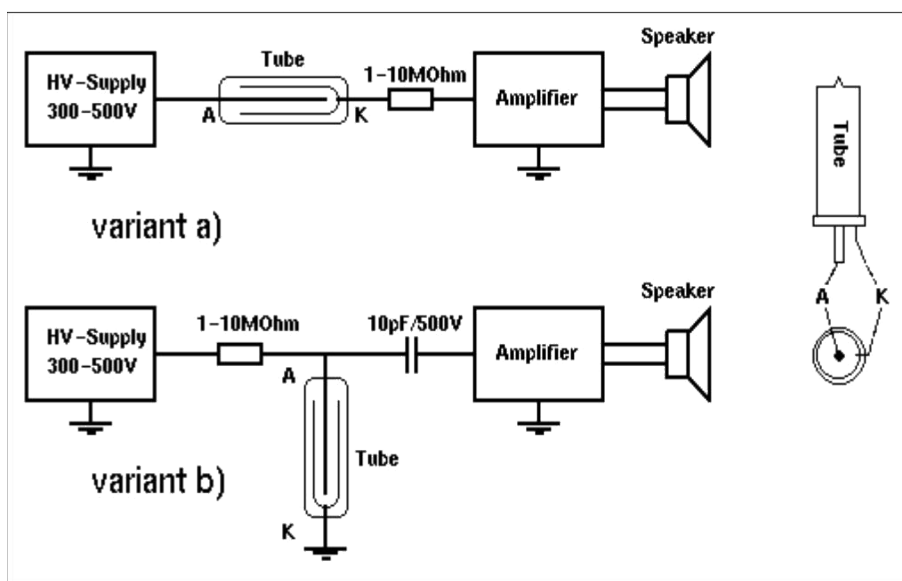 Speaker
Tube
HV-Supply
300-500V
1-10MOhm
Amplifier
A
K
variant a)
Tube
A
K
Speaker
1-10MOhm
10pF/500V
HV-Supply
300-500V
Amplifier
A
Tube
K
variant b)